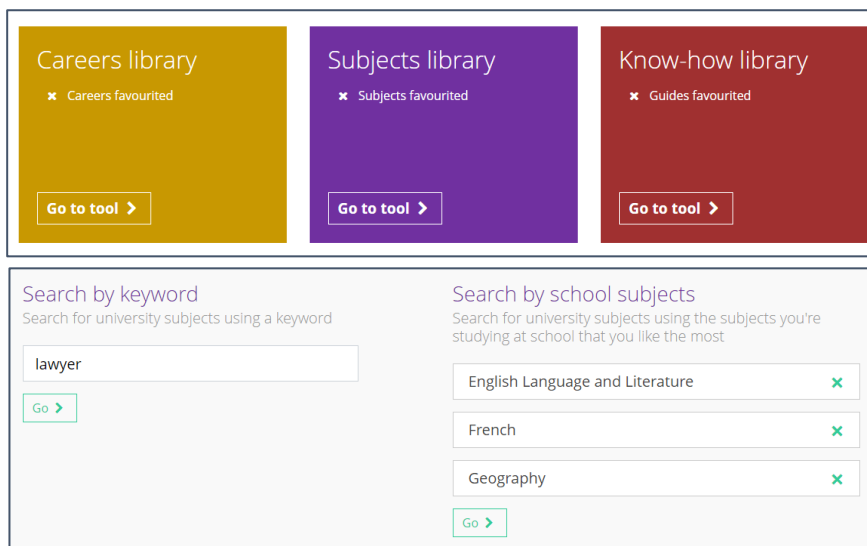 Careers library
✖ Careers favourited
Go to tool ❯
Subjects library
✖ Subjects favourited
Go to tool ❯
Know-how library
✖ Guides favourited
Go to tool ❯
Search by keyword
Search for university subjects using a keyword
lawyer
Go ❯
Search by school subjects
Search for university subjects using the subjects you're
studying at school that you like the most
English Language and Literature ✖
French ✖
Geography ✖
Go ❯